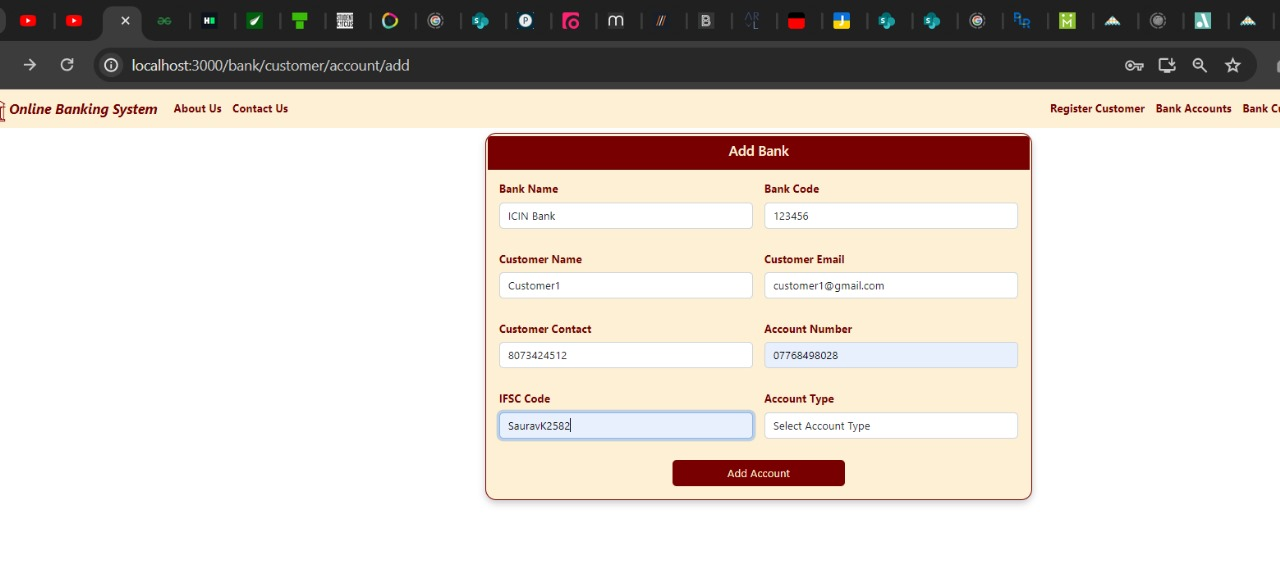 localhost:3000/bank/customer/account/add
Online Banking System About Us Contact Us Register Customer Bank Accounts Bank
Add Bank
Bank Name Bank Code
ICIN Bank 123456
Customer Name Customer Email
Customer1 customer1@gmail.com
Customer Contact Account Number
8073424512 07768498028
IFSC Code Account Type
SauravK2582 Select Account Type
Add Account